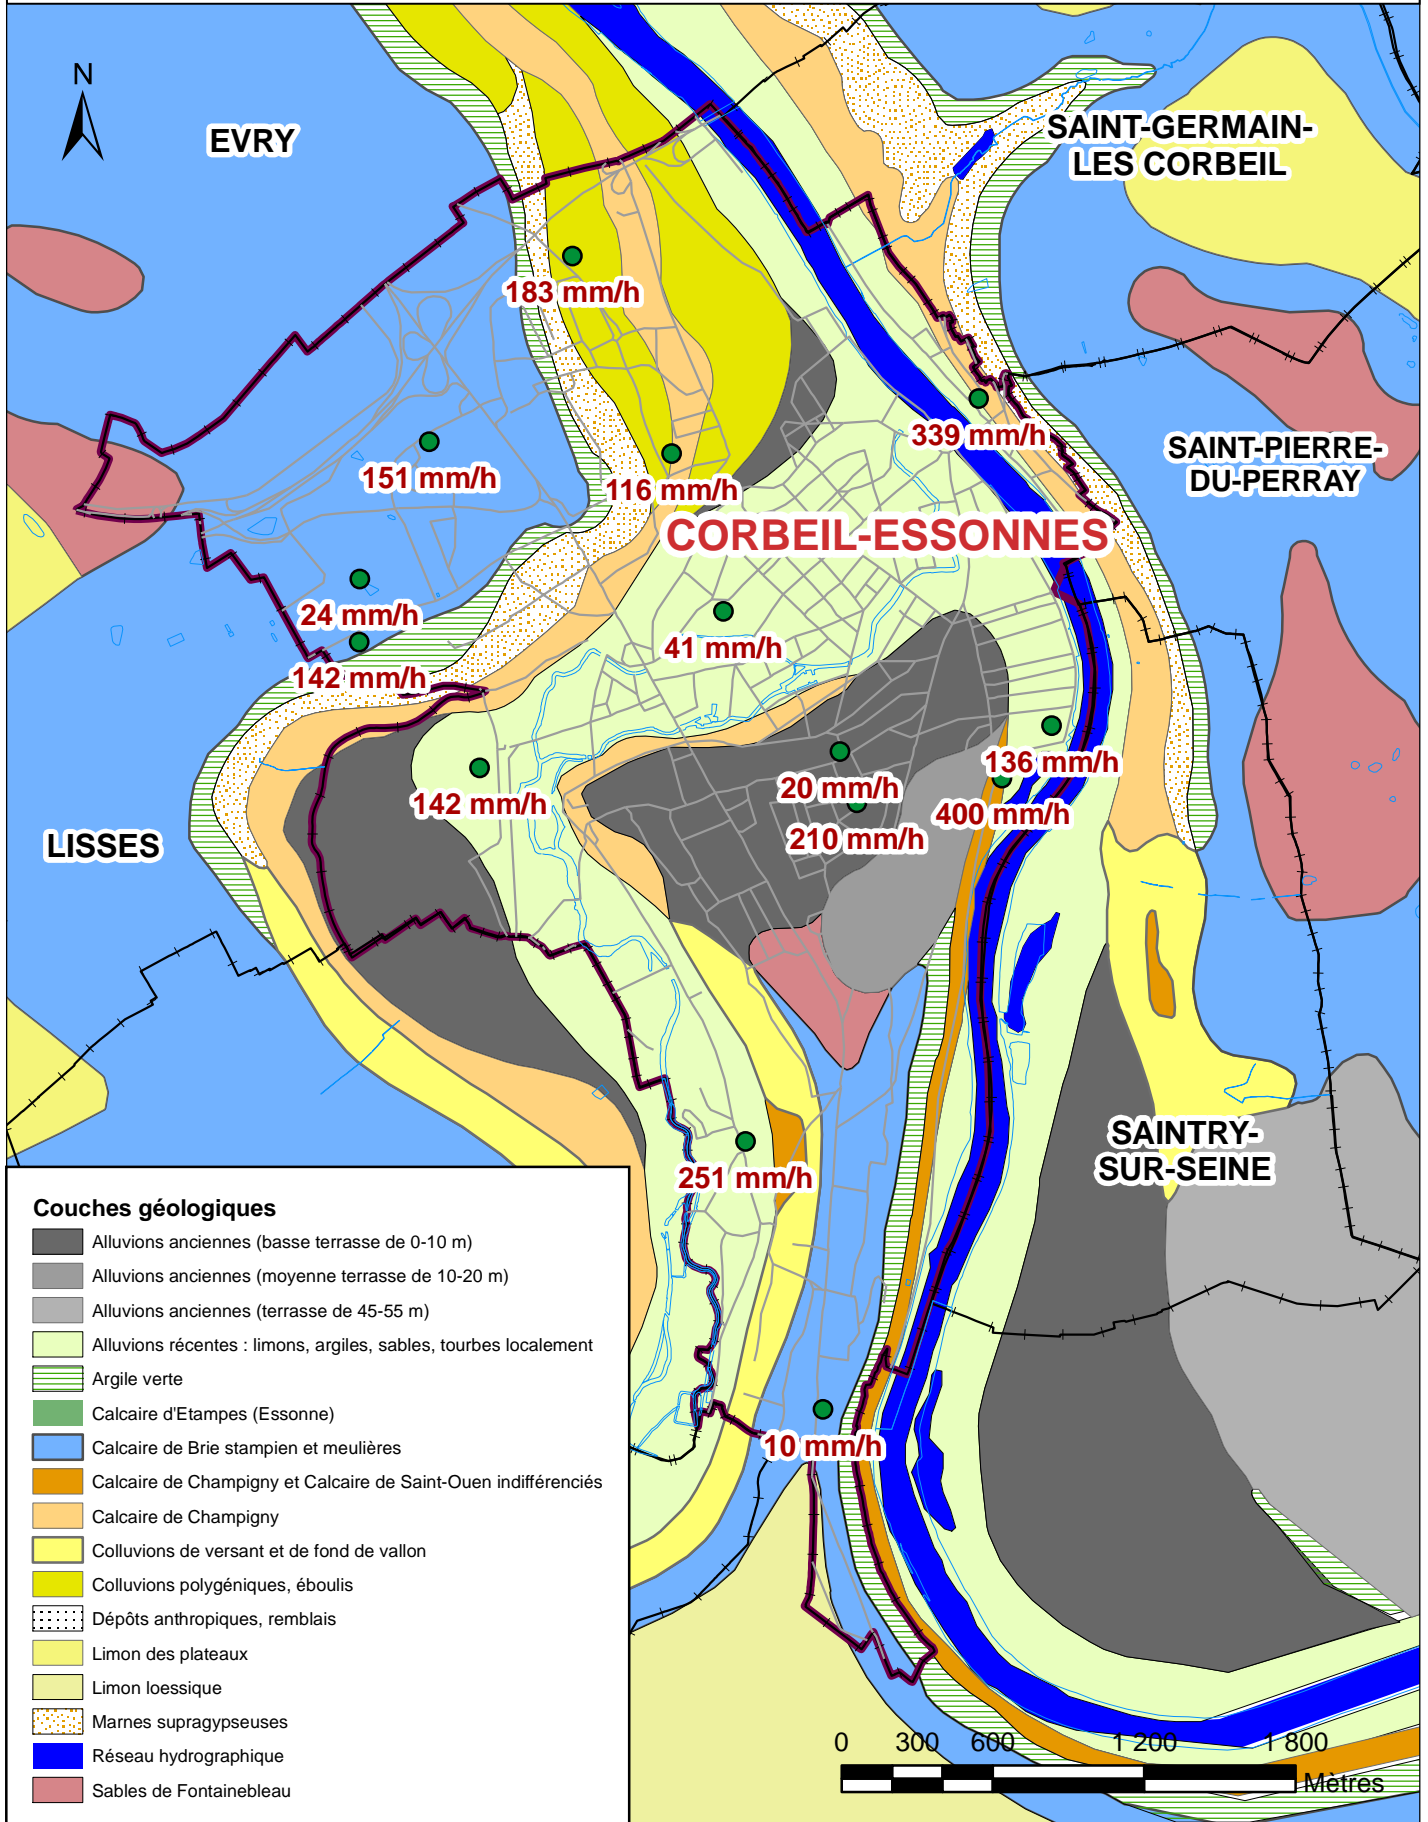 N
EVRY
SAINT-GERMAIN-
LES CORBEIL
183 mm/h
339 mm/h
151 mm/h
SAINT-PIERRE-
DU-PERRAY
116 mm/h
CORBEIL-ESSONNES
24 mm/h
41 mm/h
142 mm/h
136 mm/h
20 mm/h
142 mm/h
400 mm/h
210 mm/h
LISSES
SAINTRY-
SUR-SEINE
251 mm/h
10 mm/h
Couches géologiques
Alluvions anciennes (basse terrasse de 0-10 m)
Alluvions anciennes (moyenne terrasse de 10-20 m)
Alluvions anciennes (terrasse de 45-55 m)
Alluvions récentes : limons, argiles, sables, tourbes localement
Argile verte
Calcaire d'Etampes (Essonne)
Calcaire de Brie stampien et meulières
Calcaire de Champigny et Calcaire de Saint-Ouen indifférenciés
Calcaire de Champigny
Colluvions de versant et de fond de vallon
Colluvions polygéniques, éboulis
Dépôts anthropiques, remblais
Limon des plateaux
Limon loessique
Marnes supragypseuses
Réseau hydrographique
Sables de Fontainebleau
0 300 600 1 200 1 800
Mètres